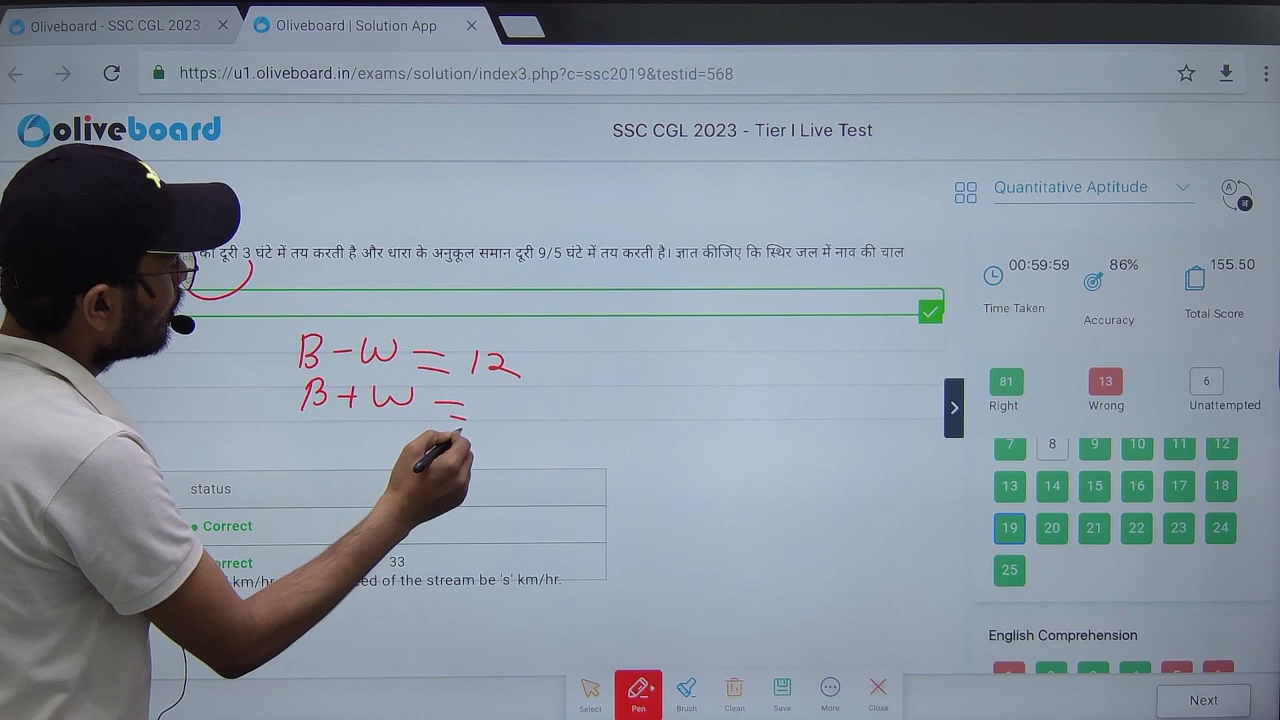 Oliveboard - SSC CGL 2023 -
Oliveboard | Solution App
https://u1.oliveboard.in/exams/solution/index3.php?c=ssc2019&testid=568
oliveboard
SSC CGL 2023 - Tier I Live Test
Quantitative Aptitude
की दूरी 3 घंटे में तय करती है और धारा के अनुकूल समान दूरी 9/5 घंटे में तय करती है। ज्ञात कीजिए कि स्थिर जल में नाव की चाल
00:59:59
Time Taken
86%
Accuracy
155.50
Total Score
B - W = 12
B + W =
81
Right
13
Wrong
6
Unattempted
7 8 9 10 11 12
13 14 15 16 17 18
19 20 21 22 23 24
25
status
Correct
33
km/hr
of the stream be 's' km/hr.
English Comprehension
Select Pen Brush Clean Save More Close
Next